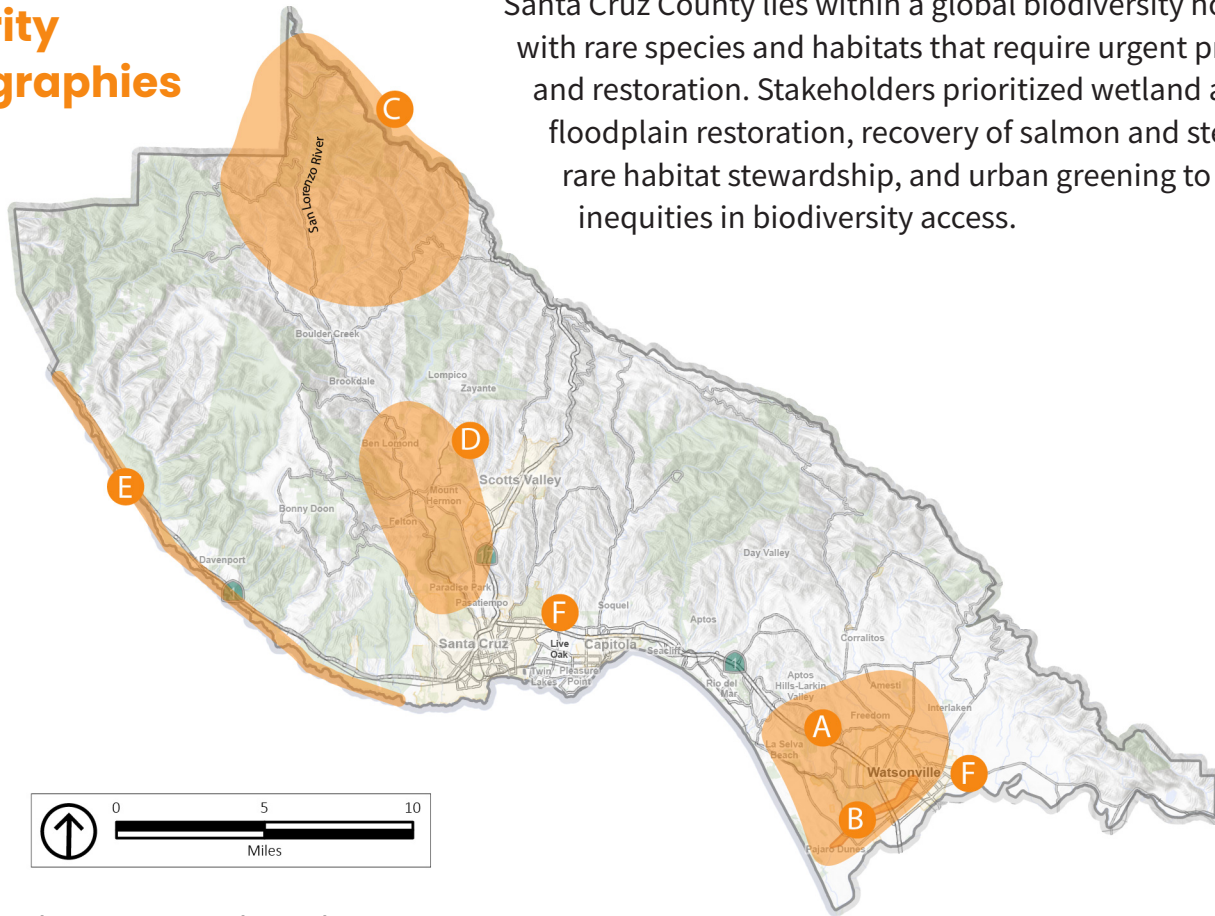 rity
graphies
Santa Cruz County lies within a global biodiversity
with rare species and habitats that require urgent
and restoration. Stakeholders prioritized wetland
floodplain restoration, recovery of salmon and
rare habitat stewardship, and urban greening to
inequities in biodiversity access.
C
San Lorenzo River
Boulder Creek
Brookdale
Lompico
Zayante
Ben Lomond
D
E
Mount
Hermon
Scotts Valley
Bonny Doon
Felton
Davenport
17
1
Day Valley
Paradise Park
Pasatiempo
F
Soquel
Aptos
Santa Cruz
Live
Oak
Capitola
Seacliff
Corralitos
Twin
Lakes
Pleasure
Point
1
Rio del
Mar
Aptos
Hills-Larkin
Valley
Amesti
Interlaken
A
Freedom
La Selva
Beach
Watsonville
F
B
Pajaro Dunes
0 5 10
Miles